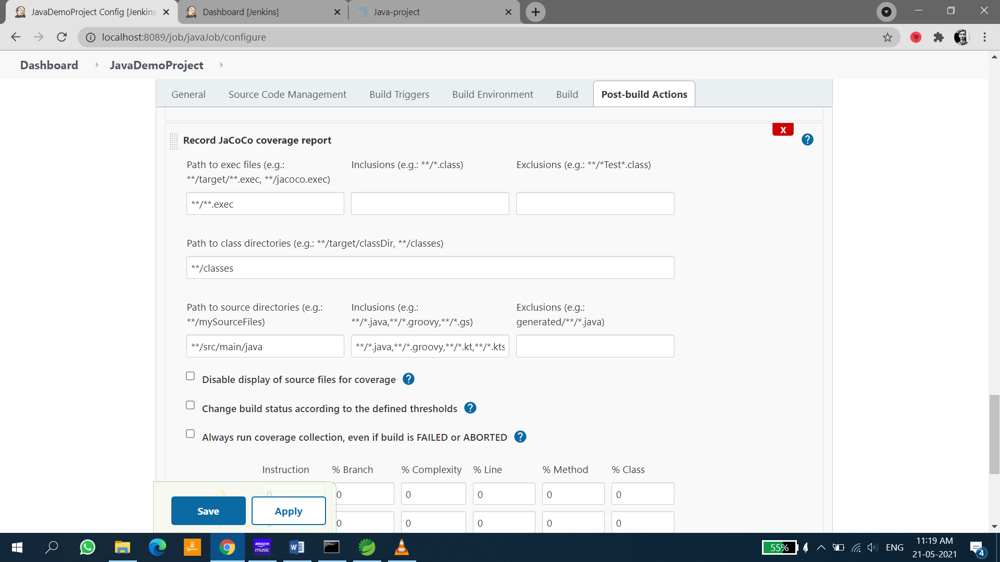 JavaDemoProject Config [Jenkins
Dashboard [Jenkins]
Java-project
localhost:8089/job/javaJob/configure
Dashboard
JavaDemoProject
General
Source Code Management
Build Triggers
Build Environment
Build
Post-build Actions
X
Record JaCoCo coverage report
?
Path to exec files (e.g.:
**/target/**.exec, **/jacoco.exec)
Inclusions (e.g.: **/*.class)
Exclusions (e.g.: **/*Test*.class)
**/**.exec
Path to class directories (e.g.: **/target/classDir, **/classes)
**/classes
Path to source directories (e.g.:
**/mySourceFiles)
Inclusions (e.g.:
**/*.java,**/*.groovy,**/*.gs)
Exclusions (e.g.:
generated/**/*.java)
**/src/main/java
**/*.java,**/*.groovy,**/*.kt,**/*.kts
Disable display of source files for coverage ?
Change build status according to the defined thresholds ?
Always run coverage collection, even if build is FAILED or ABORTED ?
Instruction % Branch % Complexity % Line % Method % Class
0 0 0 0 0 0
0 0 0 0 0
Save
Apply
amazon
music
55%
ENG
11:19 AM
21-05-2021
4